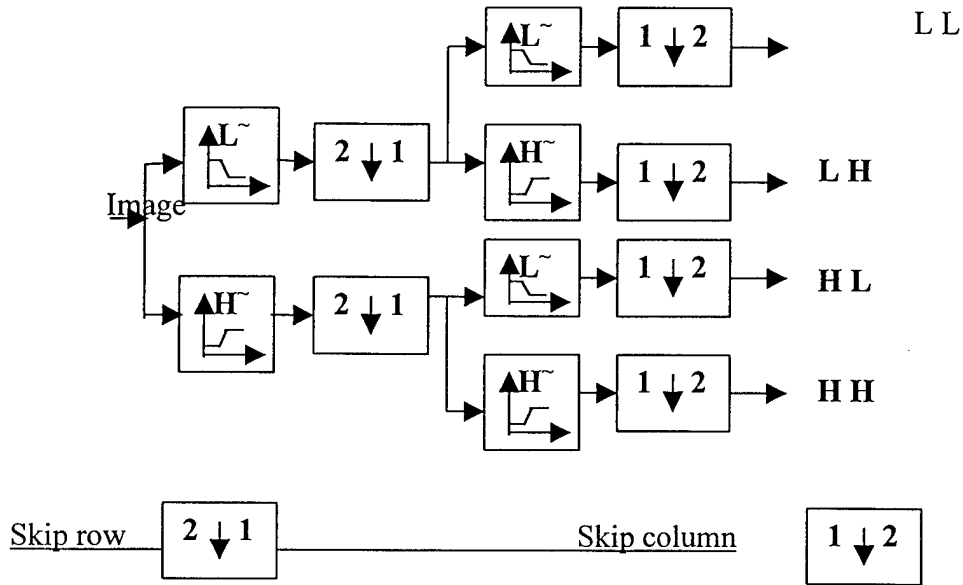 L~ 1 ↓ 2 L L
L~ 2 ↓ 1 H~ 1 ↓ 2 L H
Image
H~ 2 ↓ 1 L~ 1 ↓ 2 H L
H~ 1 ↓ 2 H H
Skip row 2 ↓ 1 Skip column 1 ↓ 2